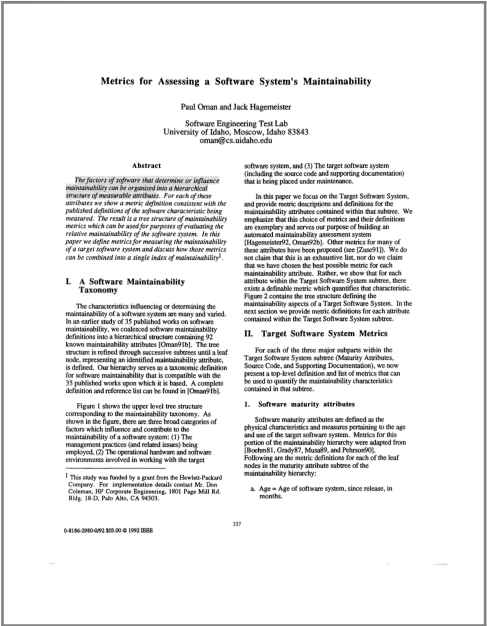 Metrics for Assessing a Software System's Maintainability
Paul Oman and Jack Hagemeister
Software Engineering Test Lab
University of Idaho, Moscow, Idaho 83843
oman@cs.uidaho.edu
Abstract
The factors of software that determine or influence
maintainability can be organized into a hierarchical
structure of measurable attributes. For each of these
attributes we show a metric definition consistent with the
published definitions of the software characteristic being
measured. The result is a tree structure of maintainability
metrics which can be used for purposes of evaluating the
relative maintainability of the software system. In this
paper we define metrics for measuring the maintainability
of a target software system and discuss how those metrics
can be combined into a single index of maintainability1.
I. A Software Maintainability
Taxonomy
The characteristics influencing or determining the
maintainability of a software system are many and varied.
In an earlier study of 35 published works on software
maintainability, we coalesced software maintainability
definitions into a hierarchical structure containing 92
known maintainability attributes [Oman91b]. The tree
structure is refined through successive subtrees until a leaf
node, representing an identified maintainability attribute,
is defined. Our hierarchy serves as a taxonomic definition
for software maintainability that is compatible with the
35 published works upon which it is based. A complete
definition and reference list can be found in [Oman91b].
Figure 1 shows the upper level tree structure
corresponding to the maintainability taxonomy. As
shown in the figure, there are three broad categories of
factors which influence and contribute to the
maintainability of a software system: (1) The
management practices (and related issues) being
employed, (2) The operational hardware and software
environments involved in working with the target
1 This study was funded by a grant from the Hewlett-Packard
Company. For implementation details contact Mr. Don
Coleman, HP Corporate Engineering, 1801 Page Mill Rd.
Bldg. 18-D, Palo Alto, CA 94303.
software system, and (3) The target software system
(including the source code and supporting documentation)
that is being placed under maintenance.
In this paper we focus on the Target Software System,
and provide metric descriptions and definitions for the
maintainability attributes contained within that subtree. We
emphasize that this choice of metrics and their definitions
are exemplary and serves our purpose of building an
automated maintainability assessment system
[Hagemeister92, Oman92b]. Other metrics for many of
these attributes have been proposed (see [Zuse91]). We do
not claim that this is an exhaustive list, nor do we claim
that we have chosen the best possible metric for each
maintainability attribute. Rather, we show that for each
attribute within the Target Software System subtree, there
exists a definable metric which quantifies that characteristic.
Figure 2 contains the tree structure defining the
maintainability aspects of a Target Software System. In the
next section we provide metric definitions for each attribute
contained within the Target Software System subtree.
II. Target Software System Metrics
For each of the three major subparts within the
Target Software System subtree (Maturity Attributes,
Source Code, and Supporting Documentation), we now
present a top-level definition and list of metrics that can
be used to quantify the maintainability characteristics
contained in that subtree.
1. Software maturity attributes
Software maturity attributes are defined as the
physical characteristics and measures pertaining to the age
and use of the target software system. Metrics for this
portion of the maintainability hierarchy were adapted from
[Boehm81, Grady87, Musa89, and Pehrson90].
Following are the metric definitions for each of the leaf
nodes in the maturity attribute subtree of the
maintainability hierarchy:
a. Age = Age of software system, since release, in
months.
337
0-8186-2980-0/92 $03.00 © 1992 IEEE